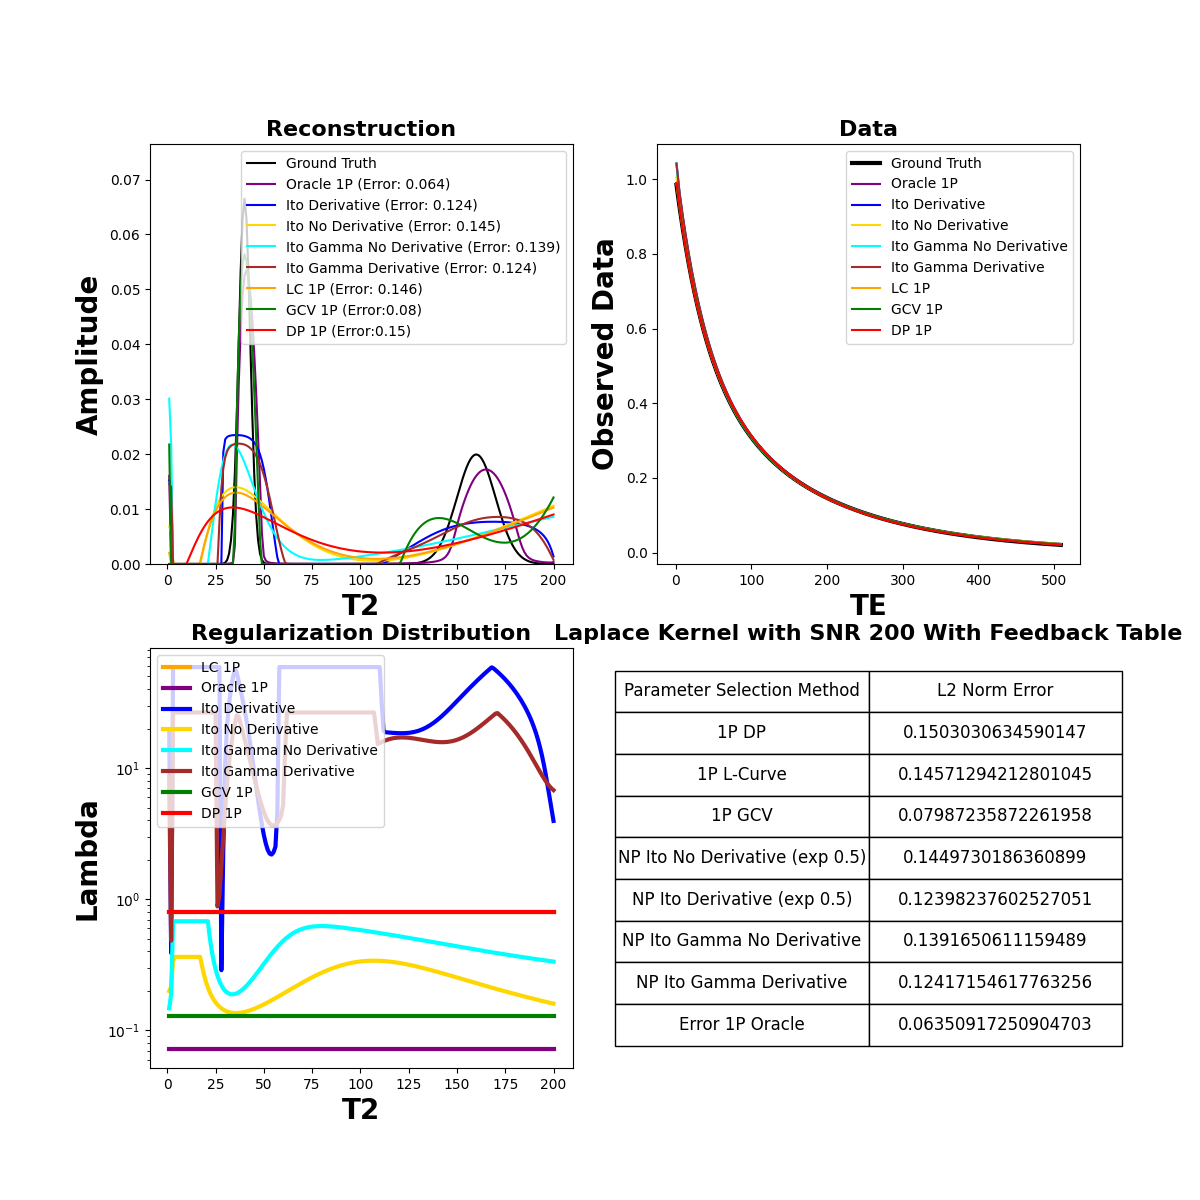 Reconstruction
Amplitude
0.07
0.06
0.05
0.04
0.03
0.02
0.01
0.00
Ground Truth
Oracle 1P (Error: 0.064)
Ito Derivative (Error: 0.124)
Ito No Derivative (Error: 0.145)
Ito Gamma No Derivative (Error: 0.139)
Ito Gamma Derivative (Error: 0.124)
LC 1P (Error: 0.146)
GCV 1P (Error:0.08)
DP 1P (Error:0.15)
0 25 50 75 100 125 150 175 200
T2
Data
Observed Data
1.0
0.8
0.6
0.4
0.2
0.0
Ground Truth
Oracle 1P
Ito Derivative
Ito No Derivative
Ito Gamma No Derivative
Ito Gamma Derivative
LC 1P
GCV 1P
DP 1P
0 100 200 300 400 500
TE
Regularization Distribution
Lambda
10¹
10⁰
10⁻¹
LC 1P
Oracle 1P
Ito Derivative
Ito No Derivative
Ito Gamma No Derivative
Ito Gamma Derivative
GCV 1P
DP 1P
0 25 50 75 100 125 150 175 200
T2
Laplace Kernel with SNR 200 With Feedback Table
Parameter Selection Method L2 Norm Error
1P DP 0.1503030634590147
1P L-Curve 0.14571294212801045
1P GCV 0.07987235872261958
NP Ito No Derivative (exp 0.5) 0.1449730186360899
NP Ito Derivative (exp 0.5) 0.12398237602527051
NP Ito Gamma No Derivative 0.1391650611159489
NP Ito Gamma Derivative 0.12417154617763256
Error 1P Oracle 0.06350917250904703